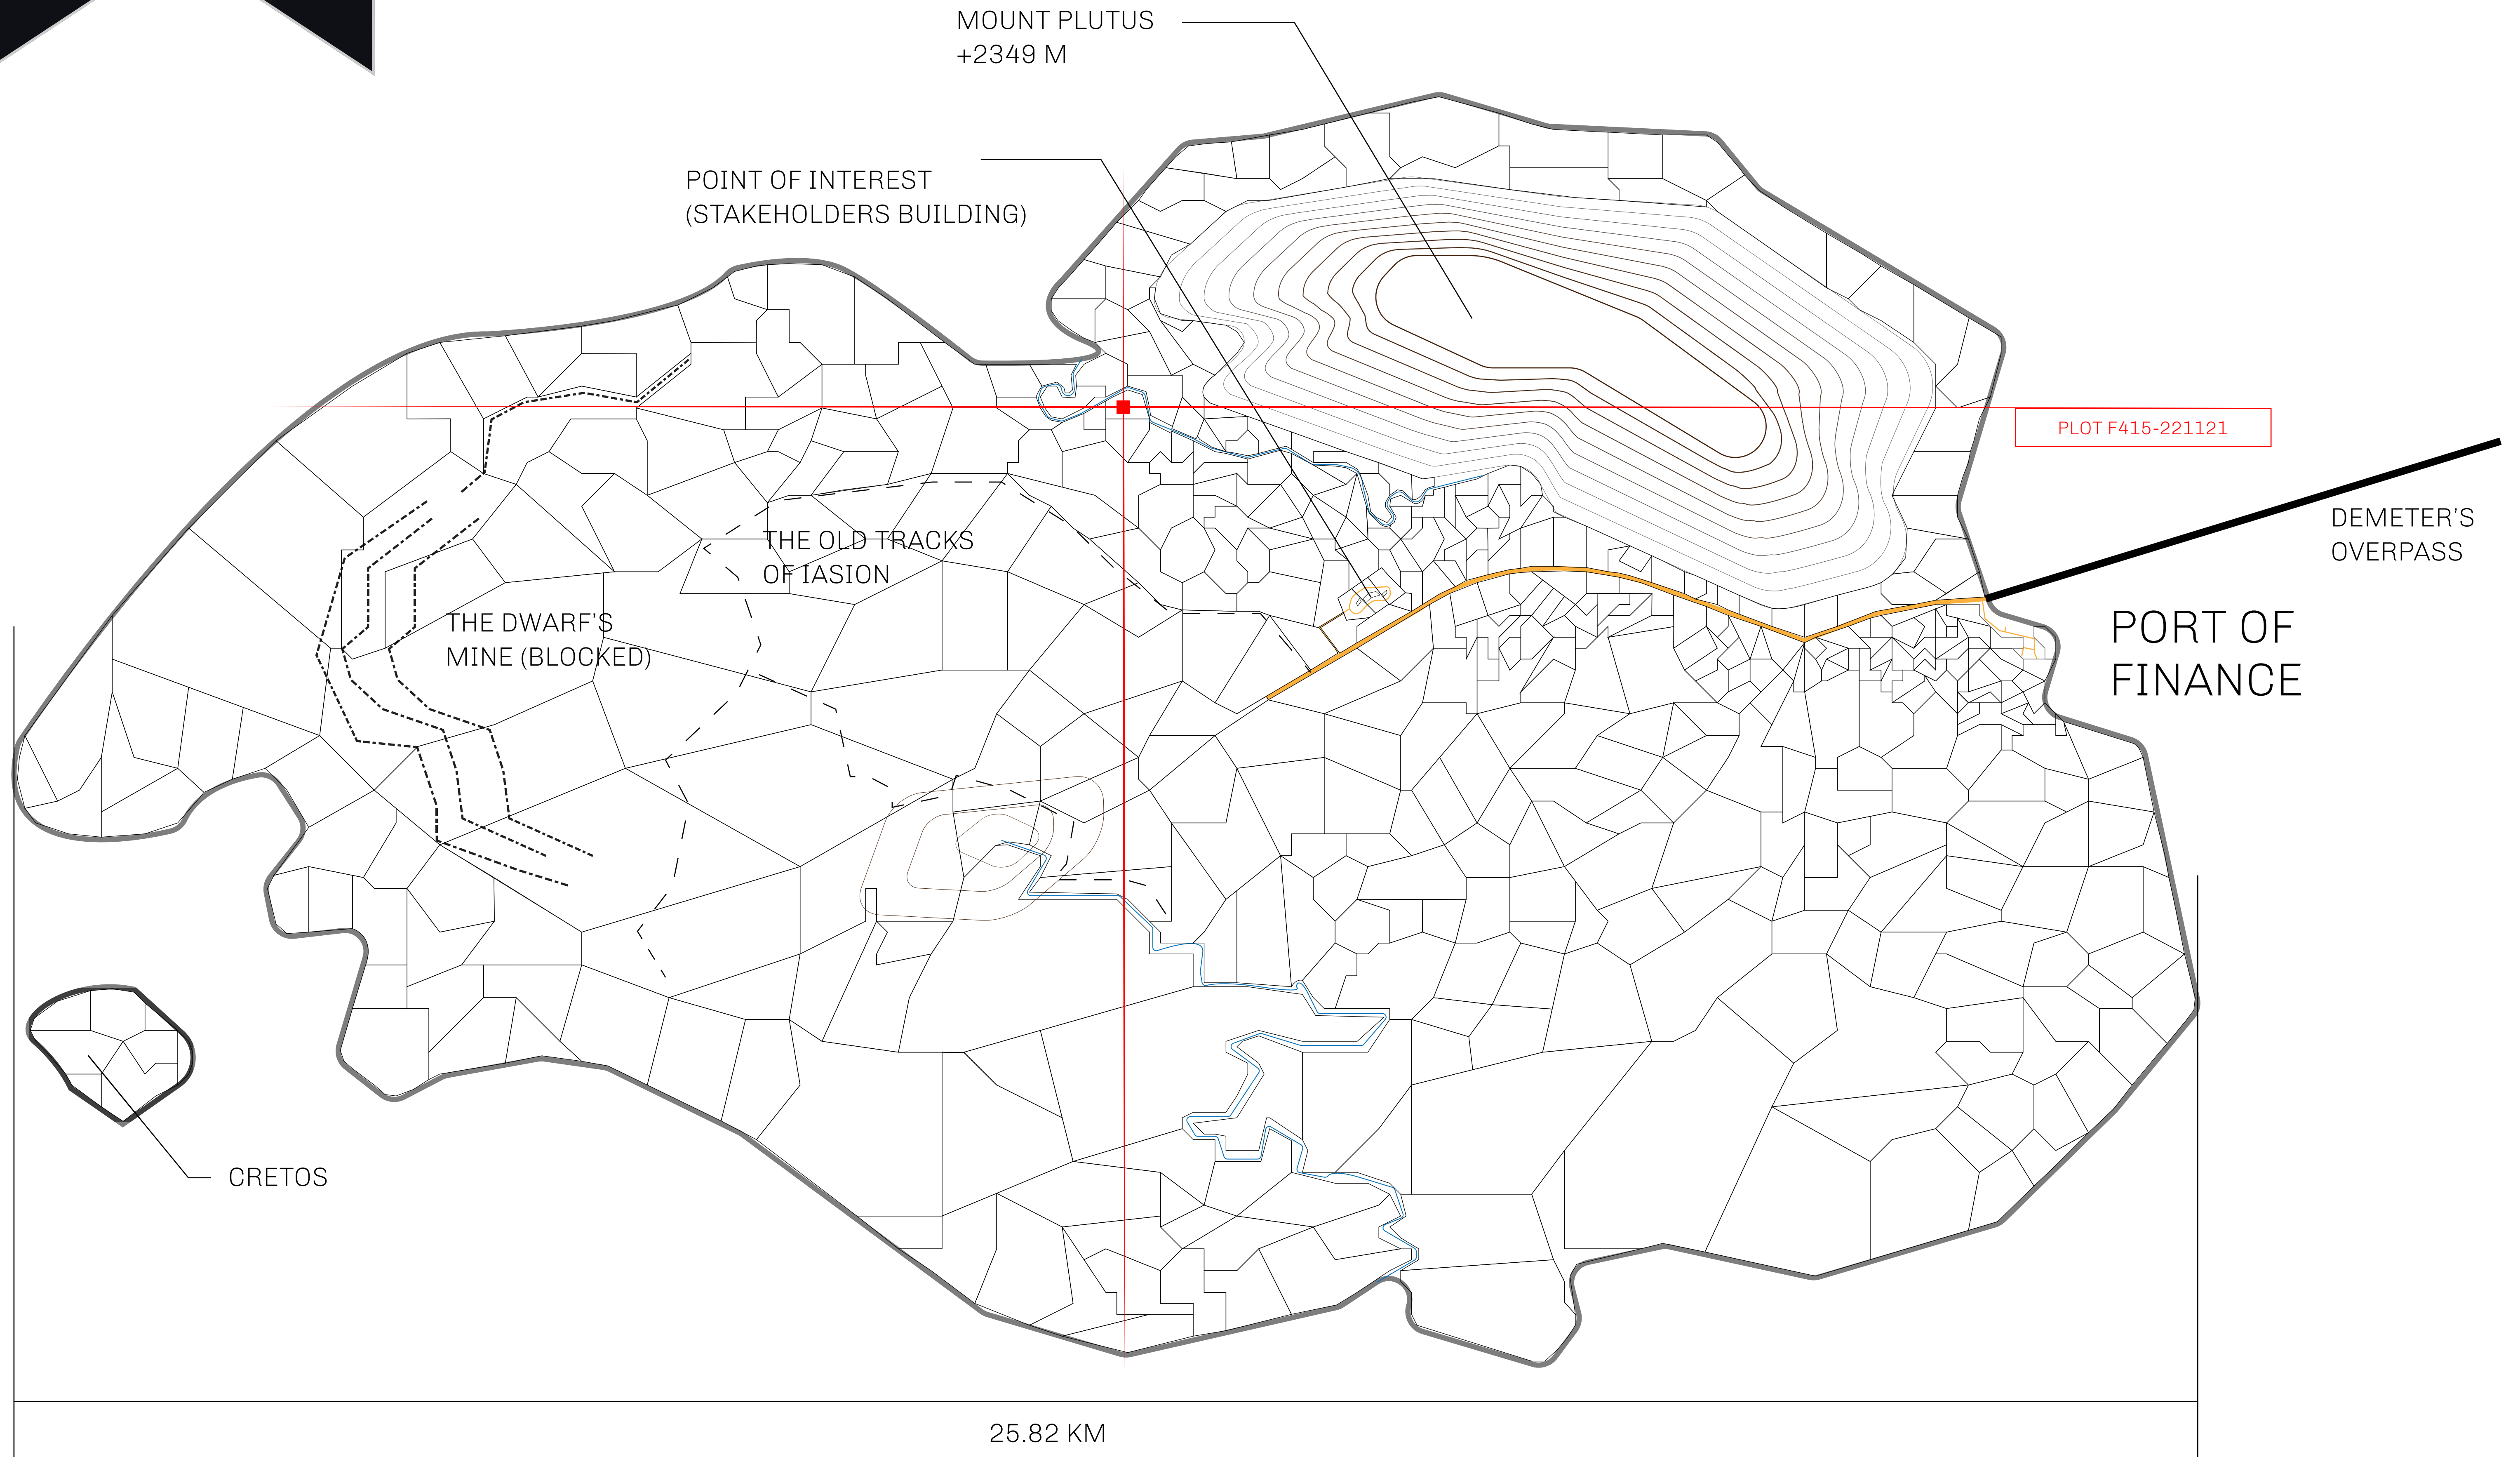 MOUNT PLUTUS
+2349 M
POINT OF INTEREST
(STAKEHOLDERS BUILDING)
PLOT F415-221121
DEMETER'S
OVERPASS
THE OLD TRACKS
OF IASION
THE DWARF'S
MINE (BLOCKED)
PORT OF
FINANCE
CRETOS
25.82 KM